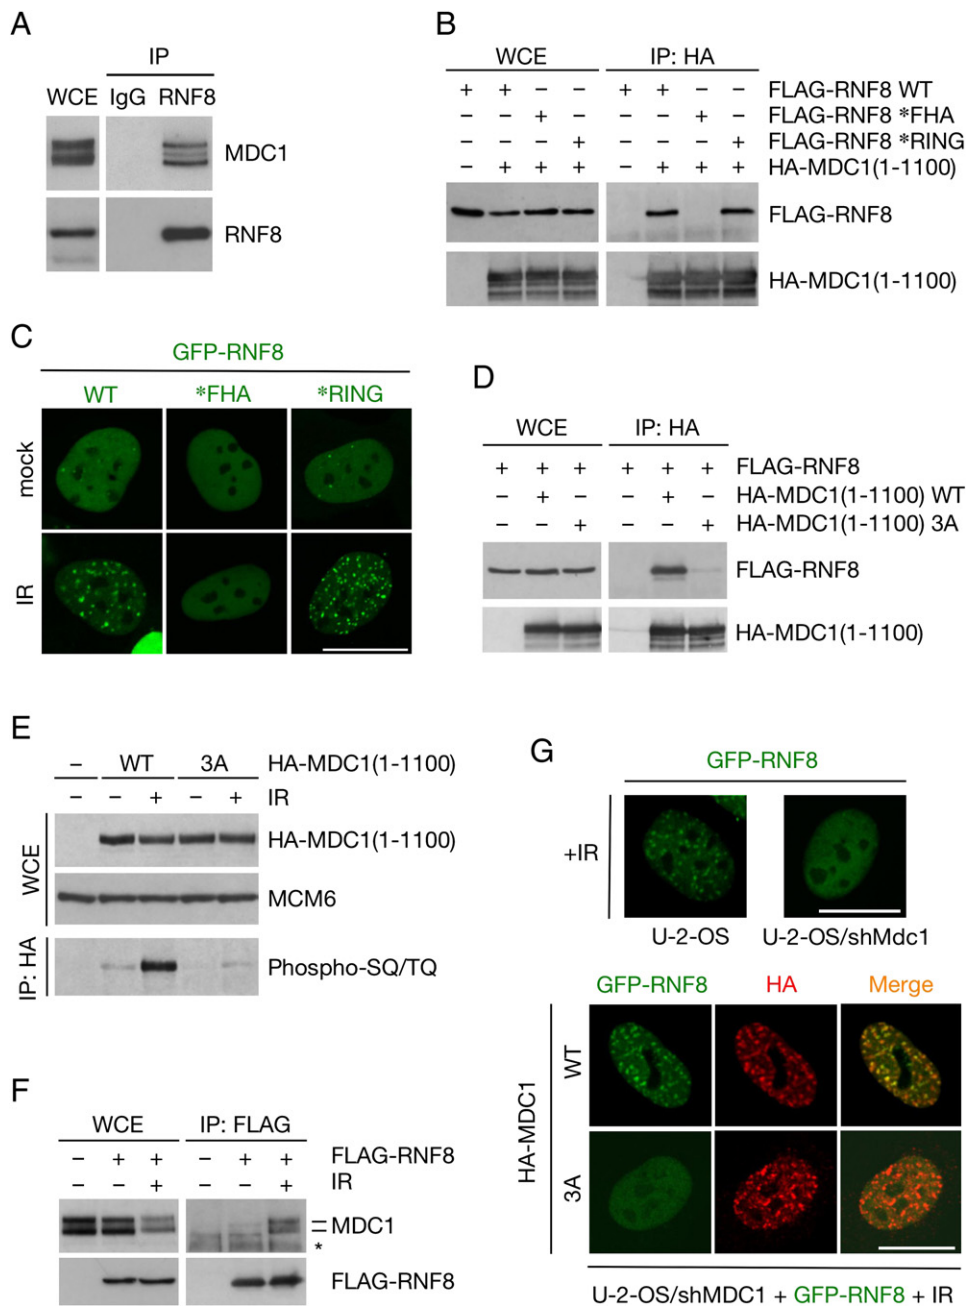 A
IP
WCE IgG RNF8
MDC1
RNF8
B
WCE IP: HA
+ + − − + + − − FLAG-RNF8 WT
− − + − − − + − FLAG-RNF8 *FHA
− − − + − − − + FLAG-RNF8 *RING
− + + + − + + + HA-MDC1(1-1100)
FLAG-RNF8
HA-MDC1(1-1100)
C
GFP-RNF8
WT *FHA *RING
mock
IR
D
WCE IP: HA
+ + + + + + FLAG-RNF8
− + − − + − HA-MDC1(1-1100) WT
− − + − − + HA-MDC1(1-1100) 3A
FLAG-RNF8
HA-MDC1(1-1100)
E
− WT 3A HA-MDC1(1-1100)
− − + − + IR
WCE
HA-MDC1(1-1100)
MCM6
IP: HA
Phospho-SQ/TQ
F
WCE IP: FLAG
− + + − + + FLAG-RNF8
− − + − − + IR
MDC1
*
FLAG-RNF8
G
GFP-RNF8
+IR
U-2-OS U-2-OS/shMdc1
GFP-RNF8 HA Merge
HA-MDC1
WT
3A
U-2-OS/shMDC1 + GFP-RNF8 + IR